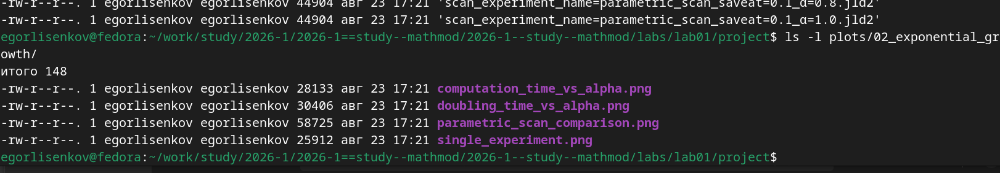 -rw-r--r--. 1 egorlisenkov egorlisenkov 44904 авг 23 17:21 'scan_experiment_name=parametric_scan_saveat=0.1_α=0.8.jld2'
-rw-r--r--. 1 egorlisenkov egorlisenkov 44904 авг 23 17:21 'scan_experiment_name=parametric_scan_saveat=0.1_α=1.0.jld2'
egorlisenkov@fedora:~/work/study/2026-1/2026-1==study--mathmod/2026-1--study--mathmod/labs/lab01/project$ ls -l plots/02_exponential_gr
owth/
итого 148
-rw-r--r--. 1 egorlisenkov egorlisenkov 28133 авг 23 17:21 computation_time_vs_alpha.png
-rw-r--r--. 1 egorlisenkov egorlisenkov 30406 авг 23 17:21 doubling_time_vs_alpha.png
-rw-r--r--. 1 egorlisenkov egorlisenkov 58725 авг 23 17:21 parametric_scan_comparison.png
-rw-r--r--. 1 egorlisenkov egorlisenkov 25912 авг 23 17:21 single_experiment.png
egorlisenkov@fedora:~/work/study/2026-1/2026-1==study--mathmod/2026-1--study--mathmod/labs/lab01/project$